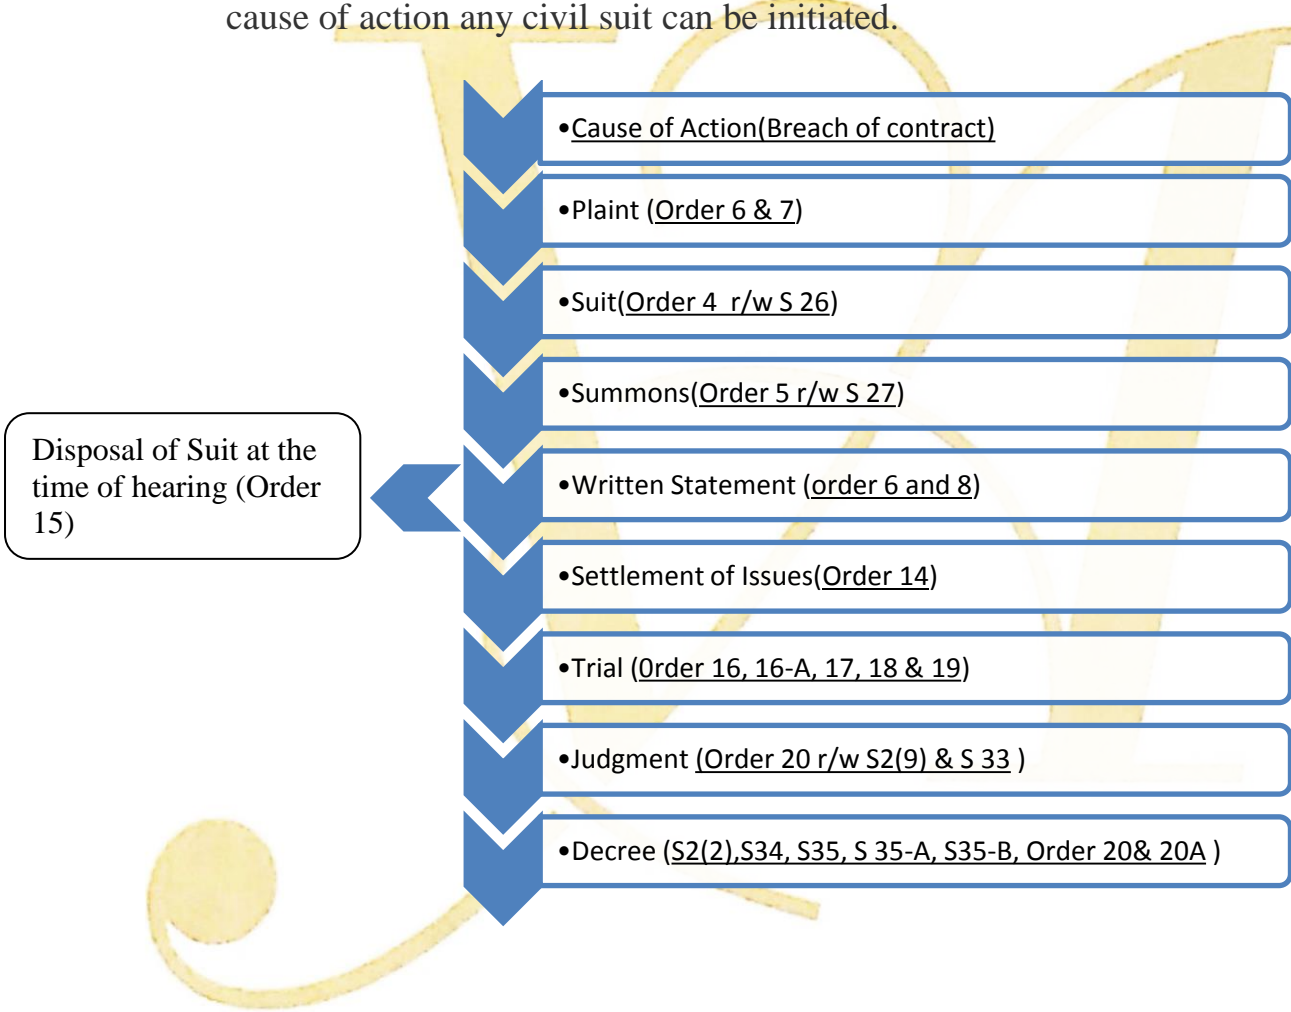 cause of action any civil suit can be initiated.
•Cause of Action(Breach of contract)
•Plaint (Order 6 & 7)
•Suit(Order 4 r/w S 26)
•Summons(Order 5 r/w S 27)
Disposal of Suit at the
time of hearing (Order
15)
•Written Statement (order 6 and 8)
•Settlement of Issues(Order 14)
•Trial (0rder 16, 16-A, 17, 18 & 19)
•Judgment (Order 20 r/w S2(9) & S 33 )
•Decree (S2(2),S34, S35, S 35-A, S35-B, Order 20& 20A )